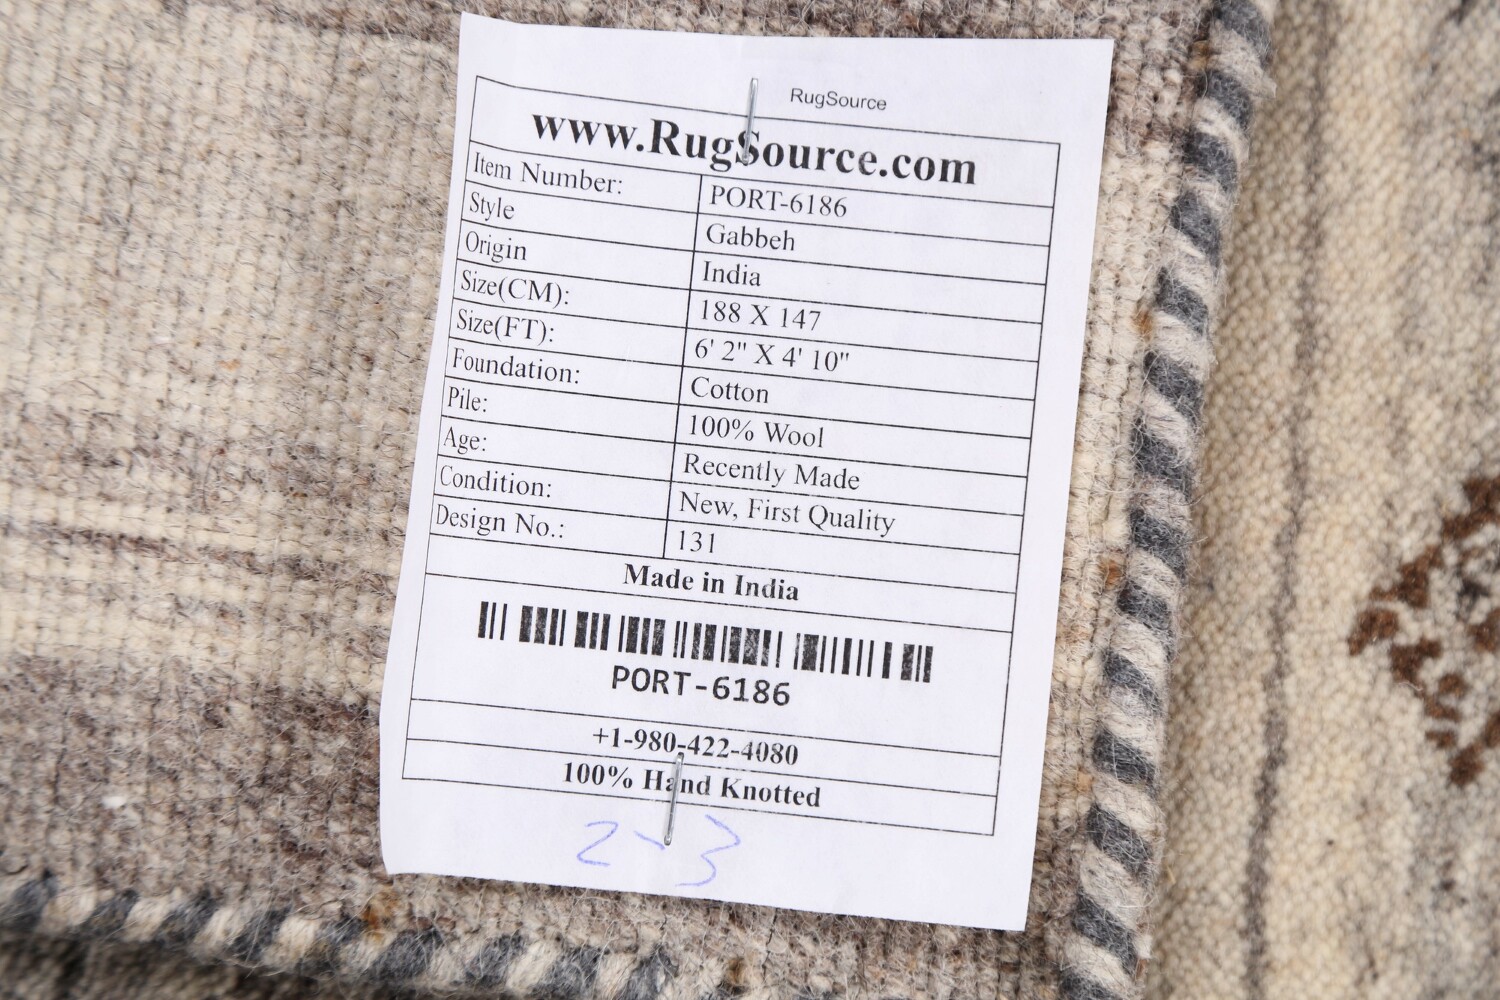 RugSource
www.RugSource.com
Item Number: PORT-6186
Style Gabbeh
Origin India
Size(CM): 188 X 147
Size(FT): 6' 2" X 4' 10"
Foundation: Cotton
Pile: 100% Wool
Age: Recently Made
Condition: New, First Quality
Design No.: 131
Made in India
PORT-6186
+1-980-422-4080
100% Hand Knotted
2-3